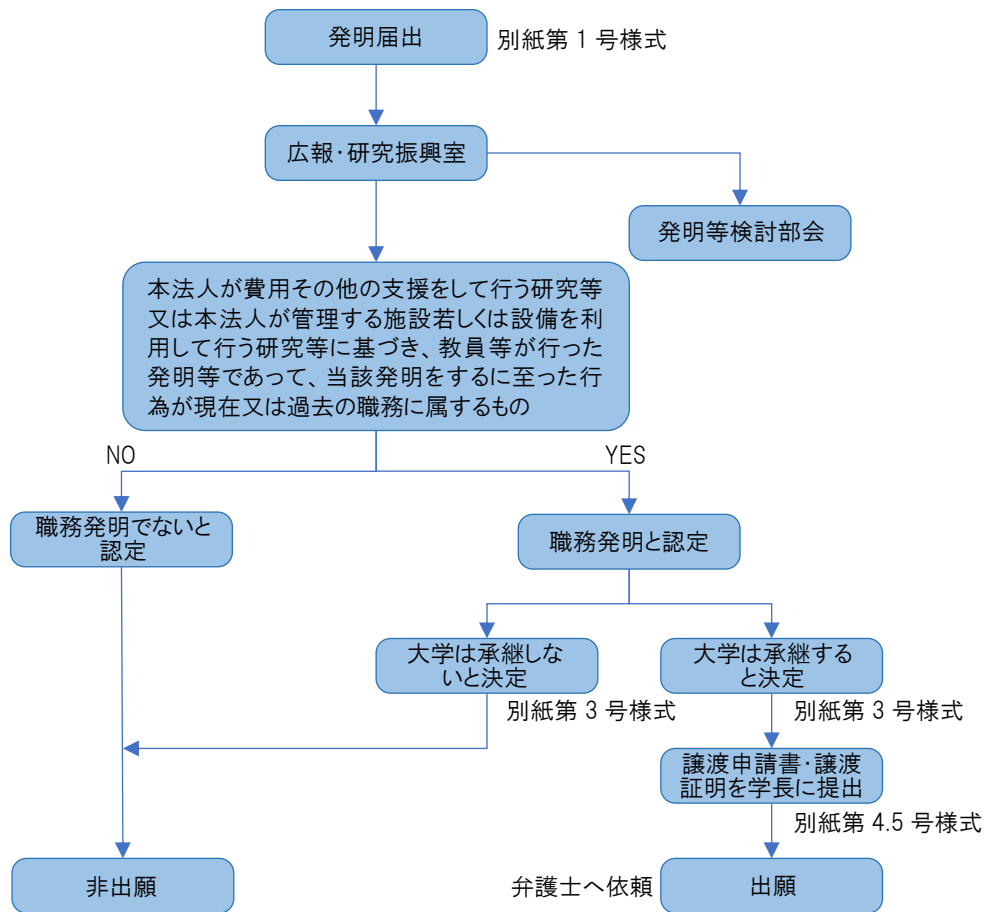 発明届出
別紙第 1 号様式
広報・研究振興室
発明等検討部会
本法人が費用その他の支援をして行う研究等
又は本法人が管理する施設若しくは設備を利
用して行う研究等に基づき、教員等が行った
発明等であって、当該発明をするに至った行
為が現在又は過去の職務に属するもの
NO
YES
職務発明でないと
認定
職務発明と認定
大学は承継しな
いと決定
大学は承継する
と決定
別紙第 3 号様式
別紙第 3 号様式
譲渡申請書・譲渡
証明を学長に提出
別紙第 4.5 号様式
非出願
弁護士へ依頼
出願